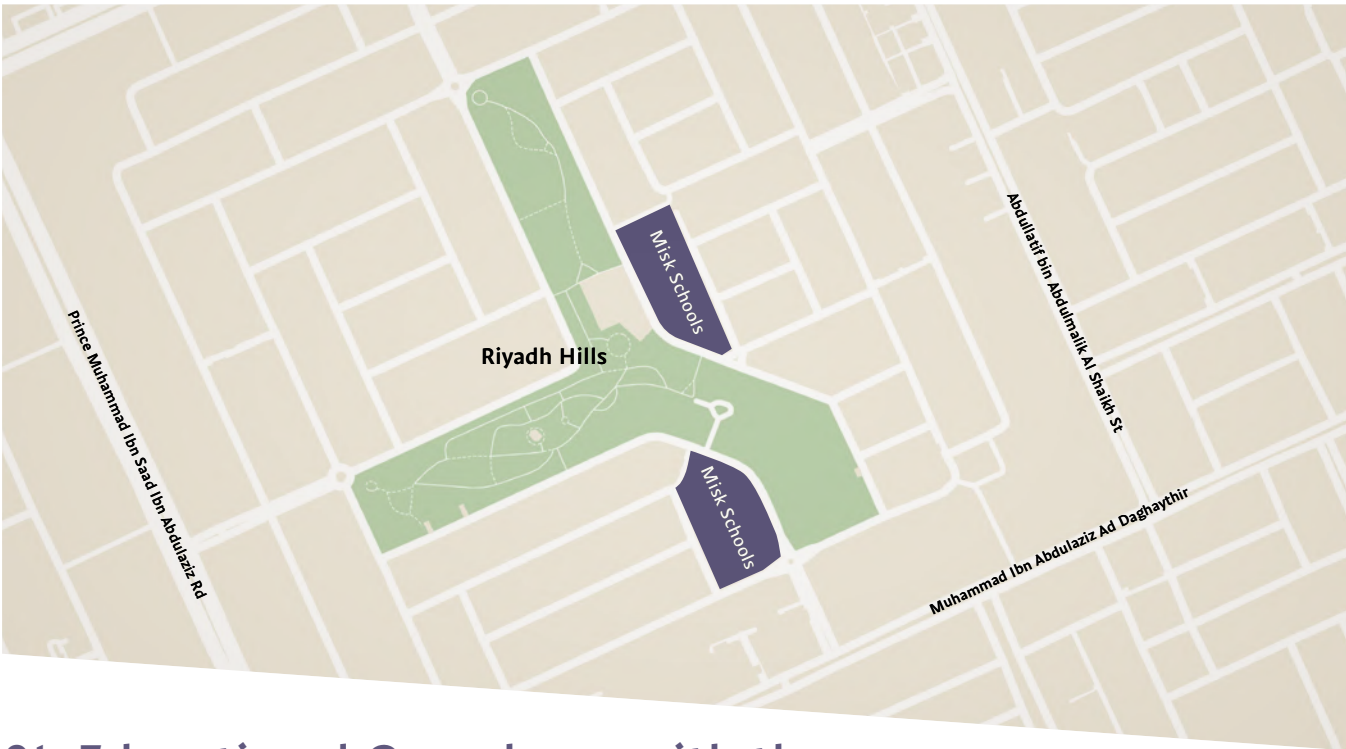 Misk Schools
Abdullatif bin Abdulmalik Al Shaikh St
Prince Muhammad Ibn Saad Ibn Abdulaziz Rd
Riyadh Hills
Misk Schools
Muhammad Ibn Abdulaziz Ad Daghaythir